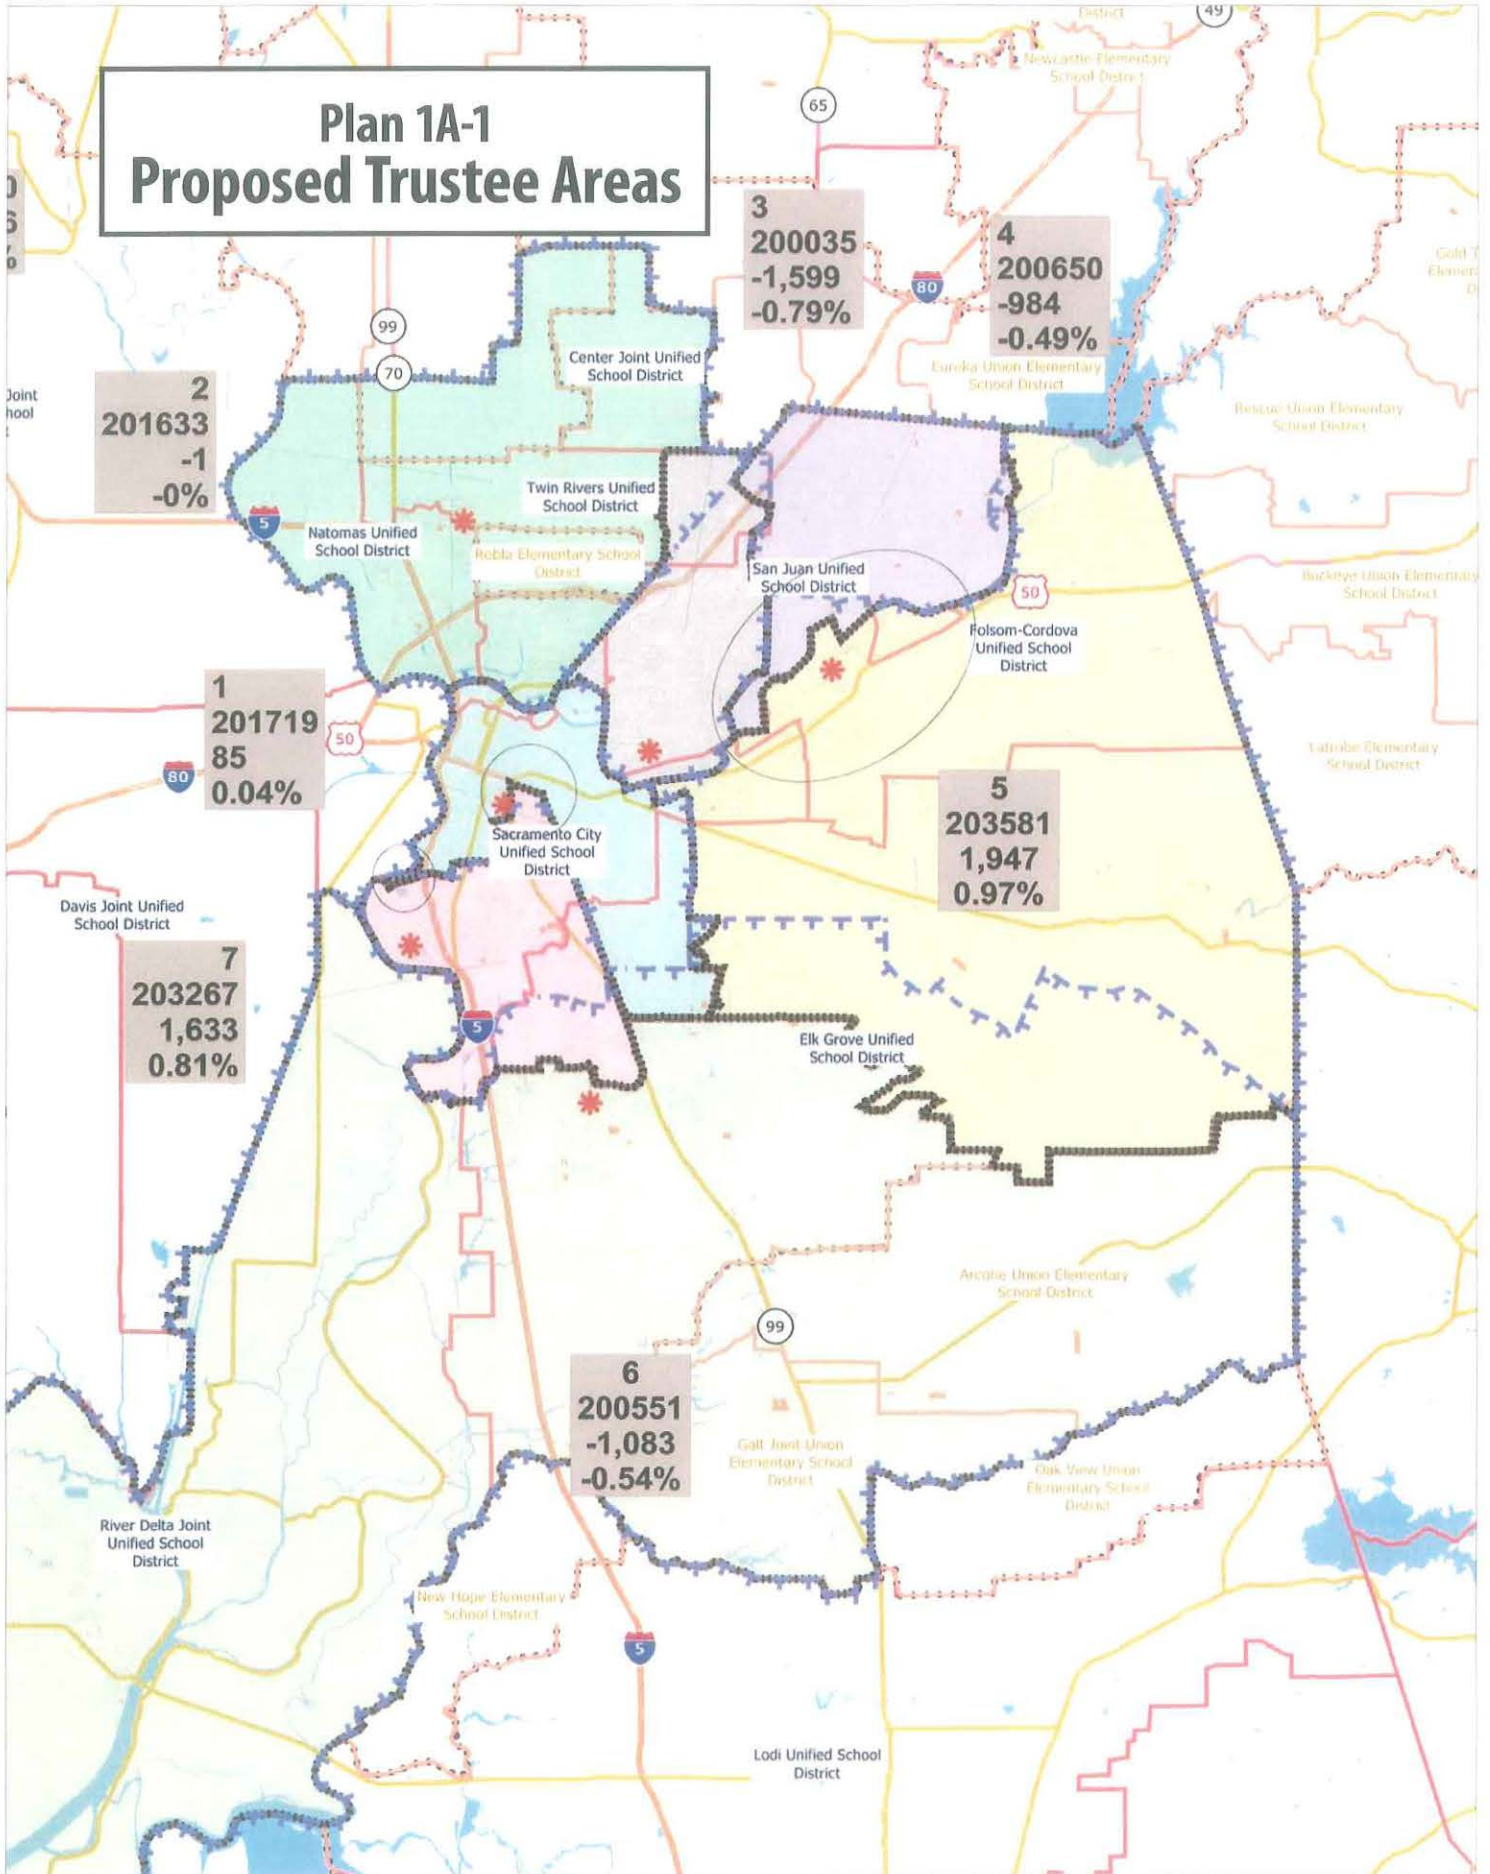 District
49
Newcastle Elementary
School District
Plan 1A-1
Proposed Trustee Areas
65
3
200035
-1,599
-0.79%
4
200650
-984
-0.49%
80
99
70
Center Joint Unified
School District
Eureka Union Elementary
School District
Rescue Union Elementary
School District
Joint
2
201633
-1
-0%
5
Twin Rivers Unified
School District
Natomas Unified
School District
Robla Elementary School
District
San Juan Unified
School District
50
Buckeye Union Elementary
School District
Folsom-Cordova
Unified School
District
1
201719
85
0.04%
50
80
Latrobe Elementary
School District
5
203581
1,947
0.97%
Sacramento City
Unified School
District
Davis Joint Unified
School District
7
203267
1,633
0.81%
5
Elk Grove Unified
School District
Arcohe Union Elementary
School District
99
6
200551
-1,083
-0.54%
Galt Joint Union
Elementary School
District
Oak View Union
Elementary School
District
River Delta Joint
Unified School
District
New Hope Elementary
School District
5
Lodi Unified School
District